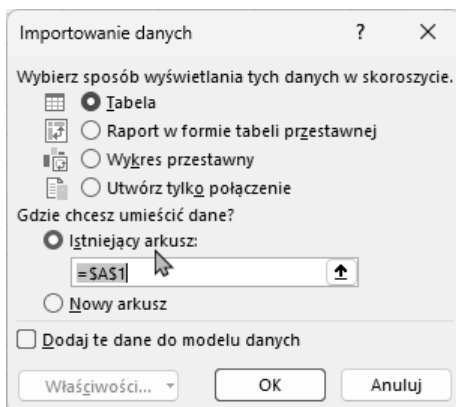 Importowanie danych ? ×
Wybierz sposób wyświetlania tych danych w skoroszycie.
Tabela
Raport w formie tabeli przestawnej
Wykres przestawny
Utwórz tylko połączenie
Gdzie chcesz umieścić dane?
Istniejący arkusz:
=$A$1
Nowy arkusz
Dodaj te dane do modelu danych
Właściwości... OK Anuluj